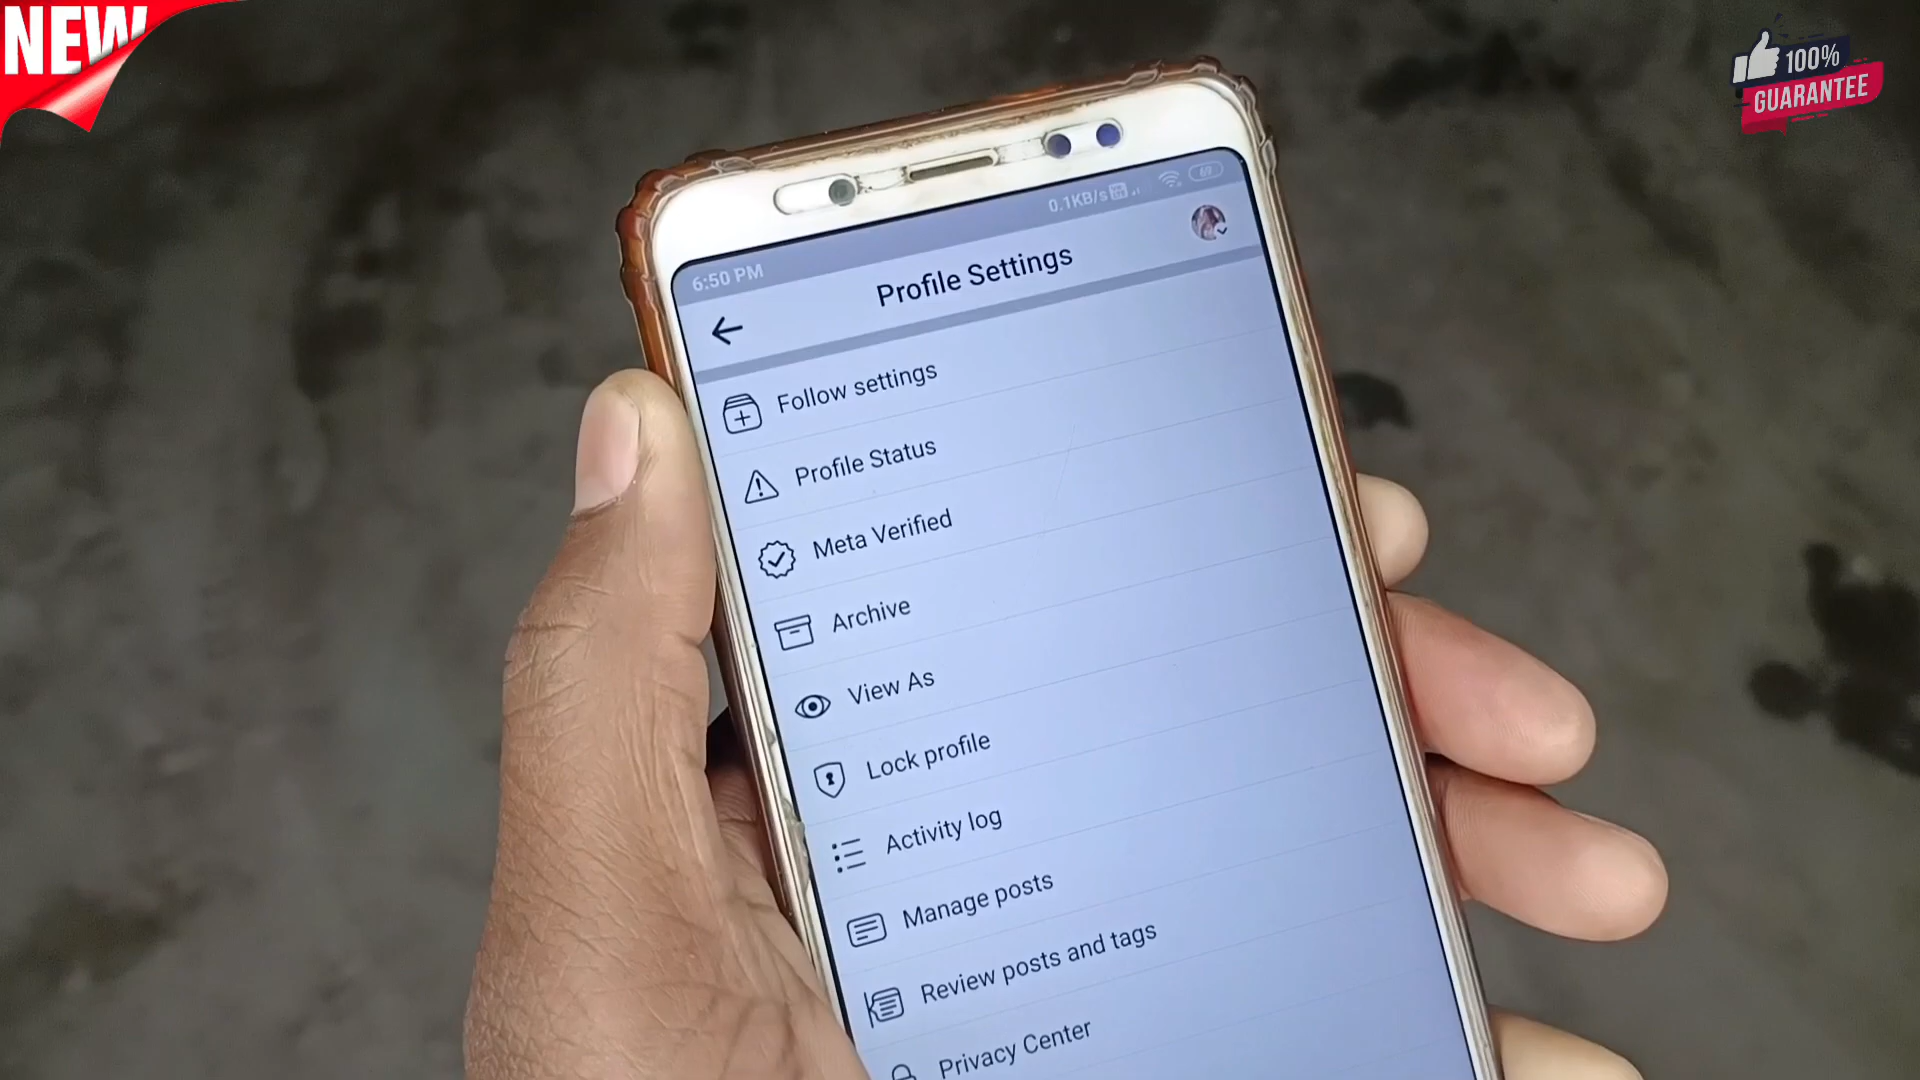 NEW
100%
GUARANTEE
6:50 PM
0.1KB/s
69
Profile Settings
Follow settings
Profile Status
Meta Verified
Archive
View As
Lock profile
Activity log
Manage posts
Review posts and tags
Privacy Center